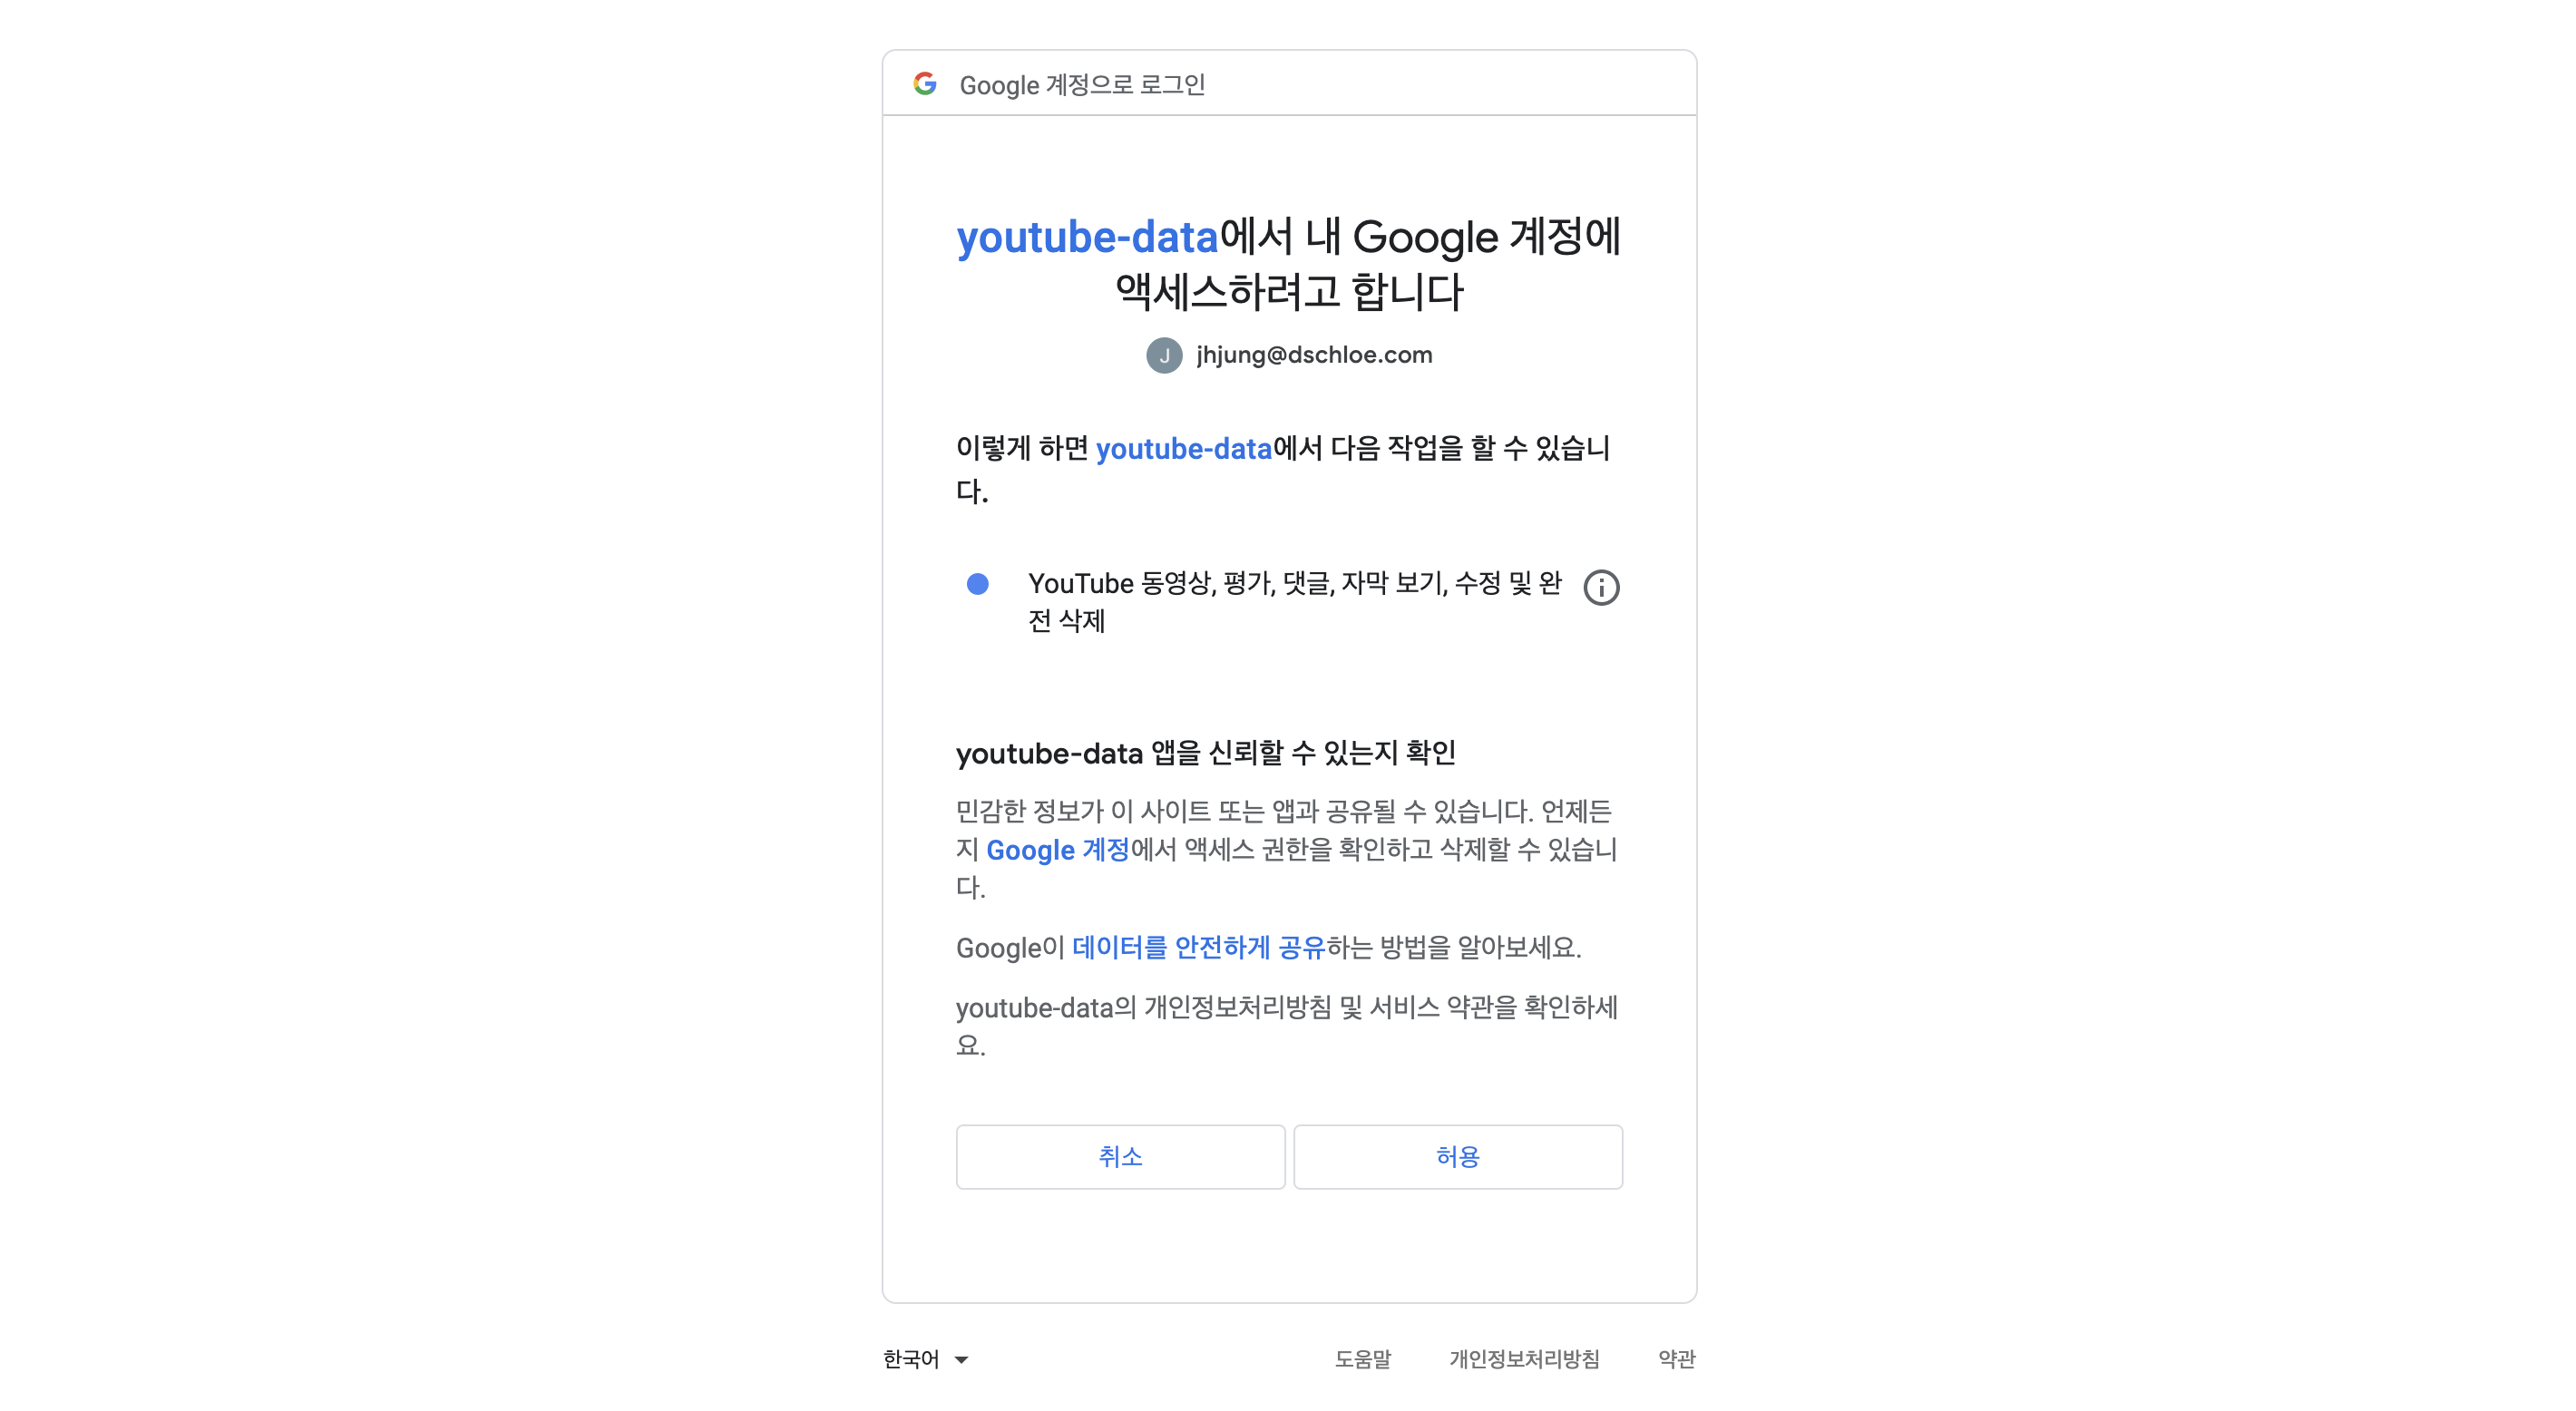 Google 계정으로 로그인
youtube-data에서 내 Google 계정에
액세스하려고 합니다
J jhjung@dschloe.com
이렇게 하면 youtube-data에서 다음 작업을 할 수 있습니
다.
YouTube 동영상, 평가, 댓글, 자막 보기, 수정 및 완
전 삭제
youtube-data 앱을 신뢰할 수 있는지 확인
민감한 정보가 이 사이트 또는 앱과 공유될 수 있습니다. 언제든
지 Google 계정에서 액세스 권한을 확인하고 삭제할 수 있습니
다.
Google이 데이터를 안전하게 공유하는 방법을 알아보세요.
youtube-data의 개인정보처리방침 및 서비스 약관을 확인하세
요.
취소 허용
한국어 도움말 개인정보처리방침 약관